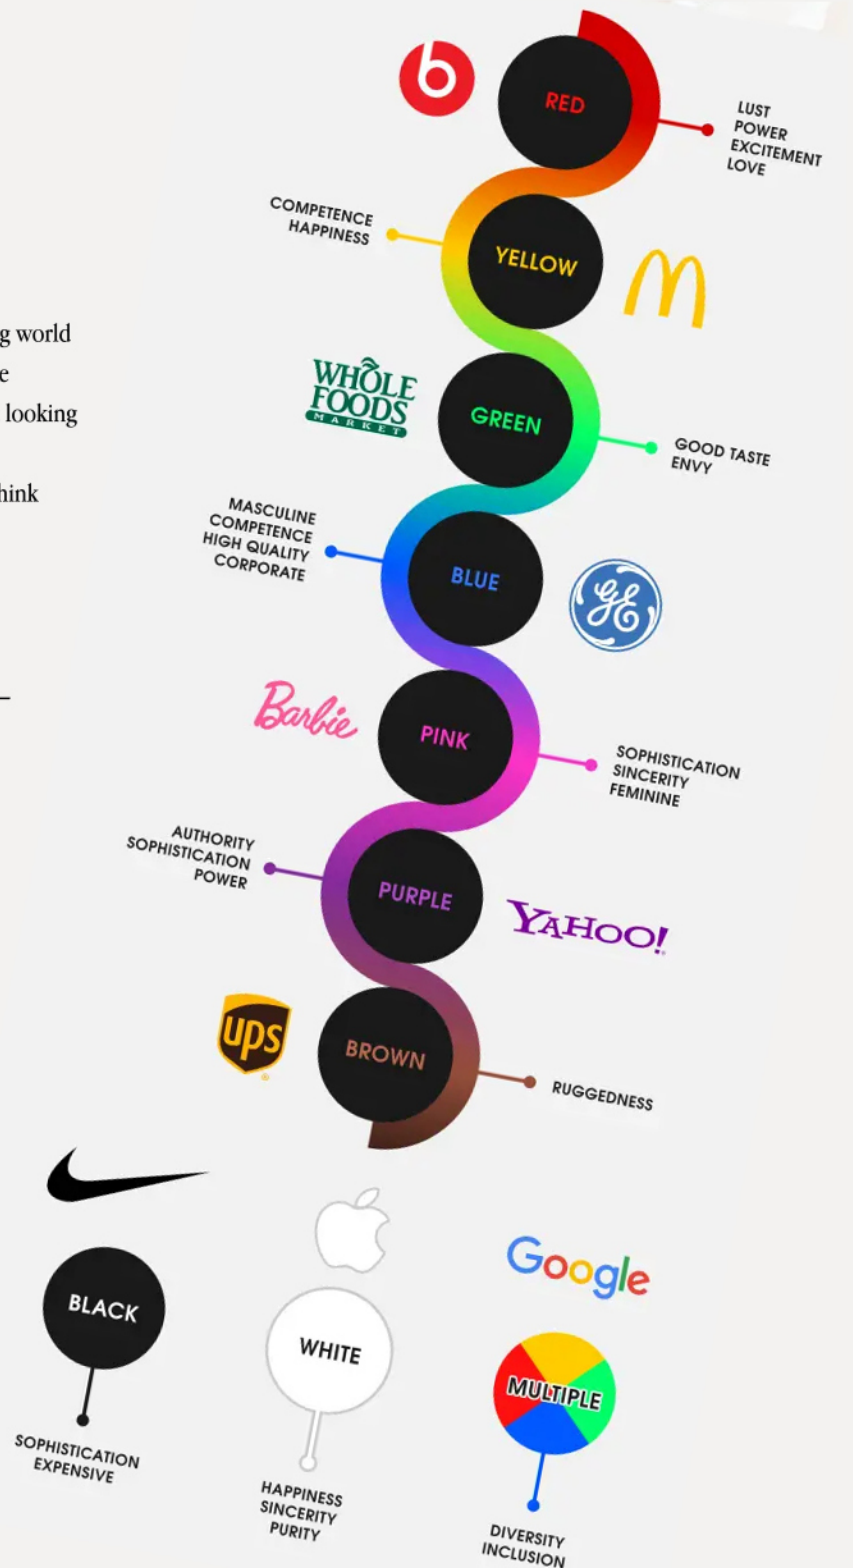 b
RED
LUST
POWER
EXCITEMENT
LOVE
COMPETENCE
HAPPINESS
YELLOW
M
g world
e
looking
hink
WHOLE
FOODS
MARKET
GREEN
GOOD TASTE
ENVY
MASCULINE
COMPETENCE
HIGH QUALITY
CORPORATE
BLUE
GE
Barbie
PINK
SOPHISTICATION
SINCERITY
FEMININE
AUTHORITY
SOPHISTICATION
POWER
PURPLE
YAHOO!
ups
BROWN
RUGGEDNESS
BLACK
SOPHISTICATION
EXPENSIVE
WHITE
HAPPINESS
SINCERITY
PURITY
Google
MULTIPLE
DIVERSITY
INCLUSION